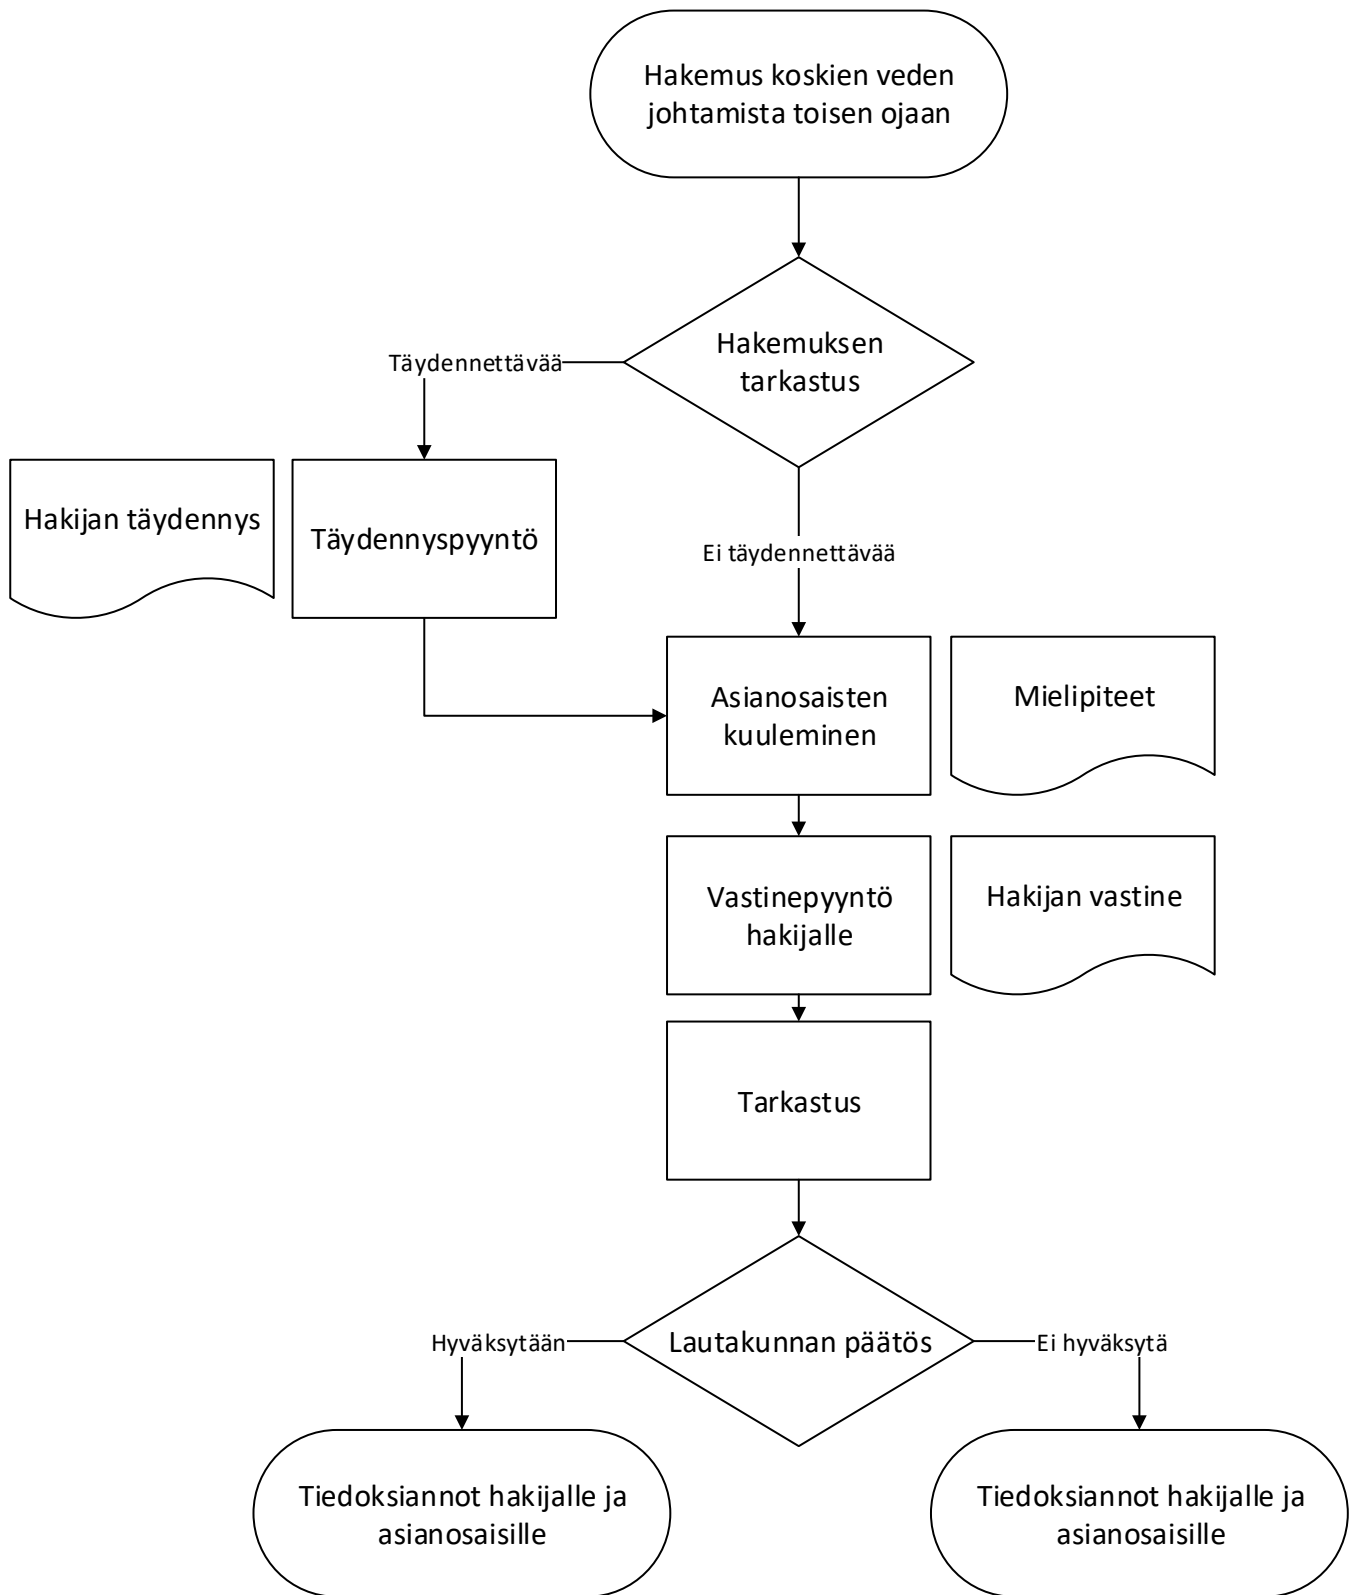 Hakemus koskien veden
johtamista toisen ojaan
Hakemuksen
tarkastus
Täydennettävää
Hakijan täydennys
Täydennyspyyntö
Ei täydennettävää
Asianosaisten
kuuleminen
Mielipiteet
Vastinepyyntö
hakijalle
Hakijan vastine
Tarkastus
Lautakunnan päätös
Hyväksytään
Ei hyväksytä
Tiedoksiannot hakijalle ja
asianosaisille
Tiedoksiannot hakijalle ja
asianosaisille